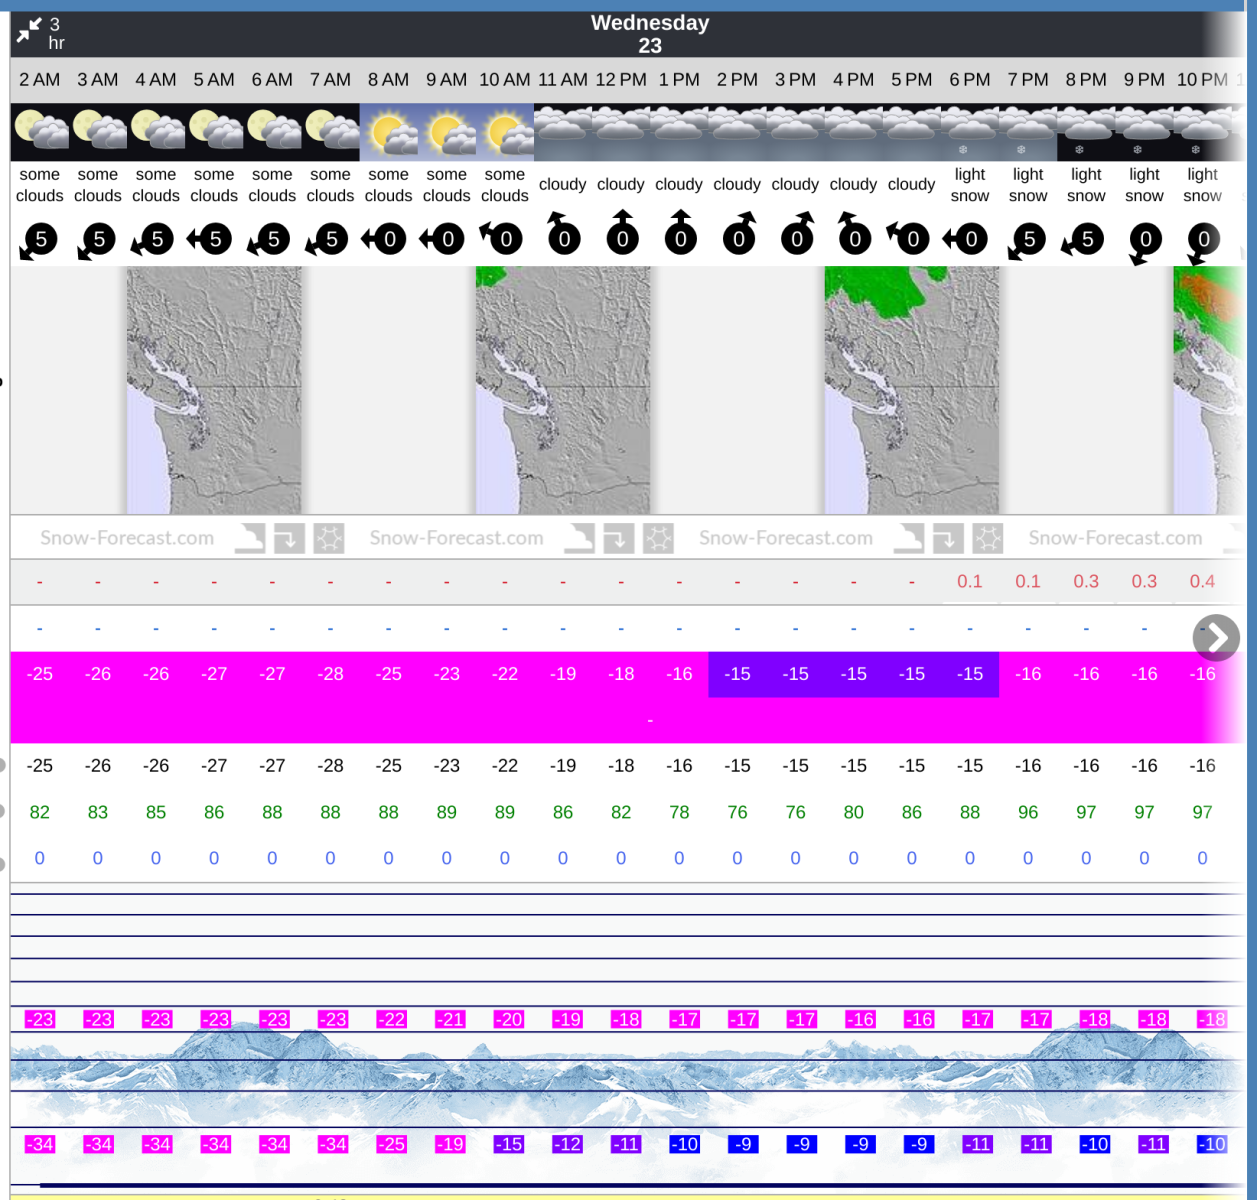 3 hr
Wednesday
23
2 AM 3 AM 4 AM 5 AM 6 AM 7 AM 8 AM 9 AM 10 AM 11 AM 12 PM 1 PM 2 PM 3 PM 4 PM 5 PM 6 PM 7 PM 8 PM 9 PM 10 PM
some clouds some clouds some clouds some clouds some clouds some clouds some clouds some clouds some clouds cloudy cloudy cloudy cloudy cloudy cloudy cloudy light snow light snow light snow light snow light snow
5 5 5 5 5 5 0 0 0 0 0 0 0 0 0 0 0 5 5 0 0
Snow-Forecast.com Snow-Forecast.com Snow-Forecast.com Snow-Forecast.com
- - - - - - - - - - - - - - - - 0.1 0.1 0.3 0.3 0.4
- - - - - - - - - - - - - - - - - - - - -
-25 -26 -26 -27 -27 -28 -25 -23 -22 -19 -18 -16 -15 -15 -15 -15 -15 -16 -16 -16 -16
-
-25 -26 -26 -27 -27 -28 -25 -23 -22 -19 -18 -16 -15 -15 -15 -15 -15 -16 -16 -16 -16
82 83 85 86 88 88 88 89 89 86 82 78 76 76 80 86 88 96 97 97 97
0 0 0 0 0 0 0 0 0 0 0 0 0 0 0 0 0 0 0 0 0
-23 -23 -23 -23 -23 -23 -22 -21 -20 -19 -18 -17 -17 -17 -16 -16 -17 -17 -18 -18 -18
-34 -34 -34 -34 -34 -34 -25 -19 -15 -12 -11 -10 -9 -9 -9 -9 -11 -11 -10 -11 -10